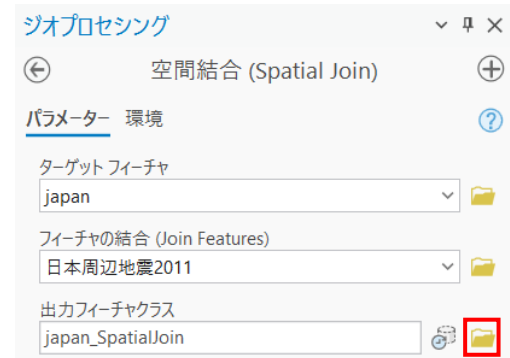 ジオプロセシング
空間結合 (Spatial Join)
パラメーター 環境
ターゲット フィーチャ
japan
フィーチャの結合 (Join Features)
日本周辺地震2011
出力フィーチャクラス
japan_SpatialJoin